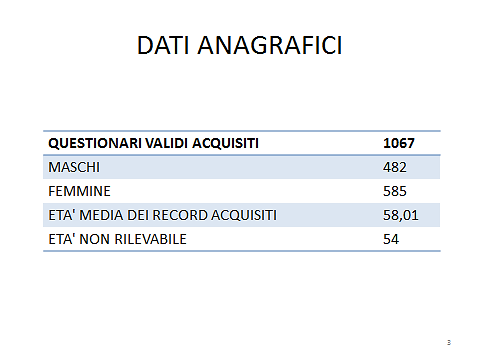 DATI ANAGRAFICI
QUESTIONARI VALIDI ACQUISITI 1067
MASCHI 482
FEMMINE 585
ETA' MEDIA DEI RECORD ACQUISITI 58,01
ETA' NON RILEVABILE 54
3